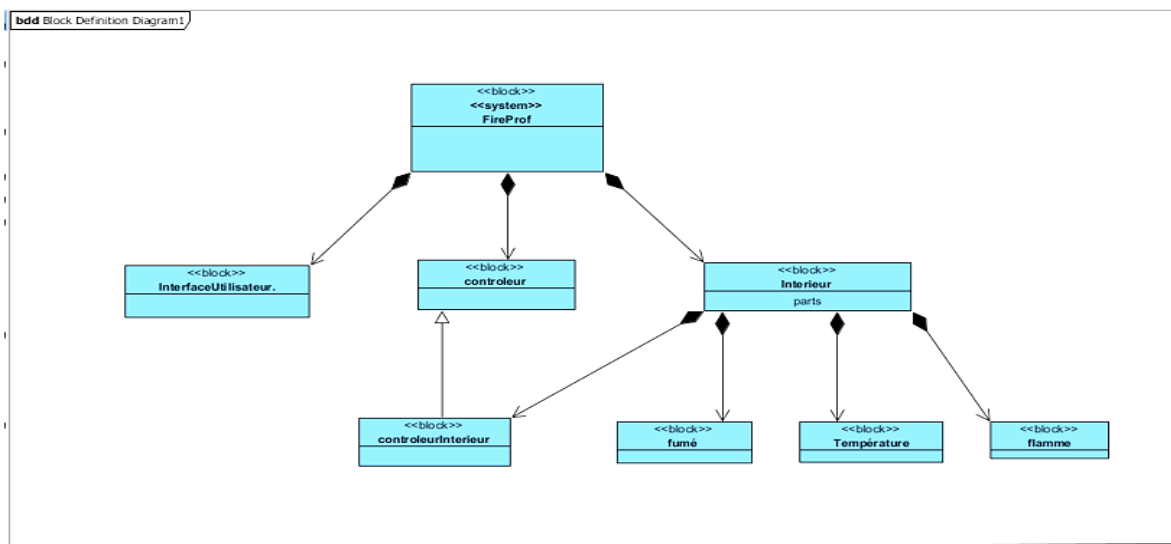 bdd Block Definition Diagram1
<<block>>
<<system>>
FireProf
<<block>>
InterfaceUtilisateur.
<<block>>
controleur
<<block>>
Interieur
parts
<<block>>
controleurInterieur
<<block>>
fumé
<<block>>
Température
<<block>>
flamme